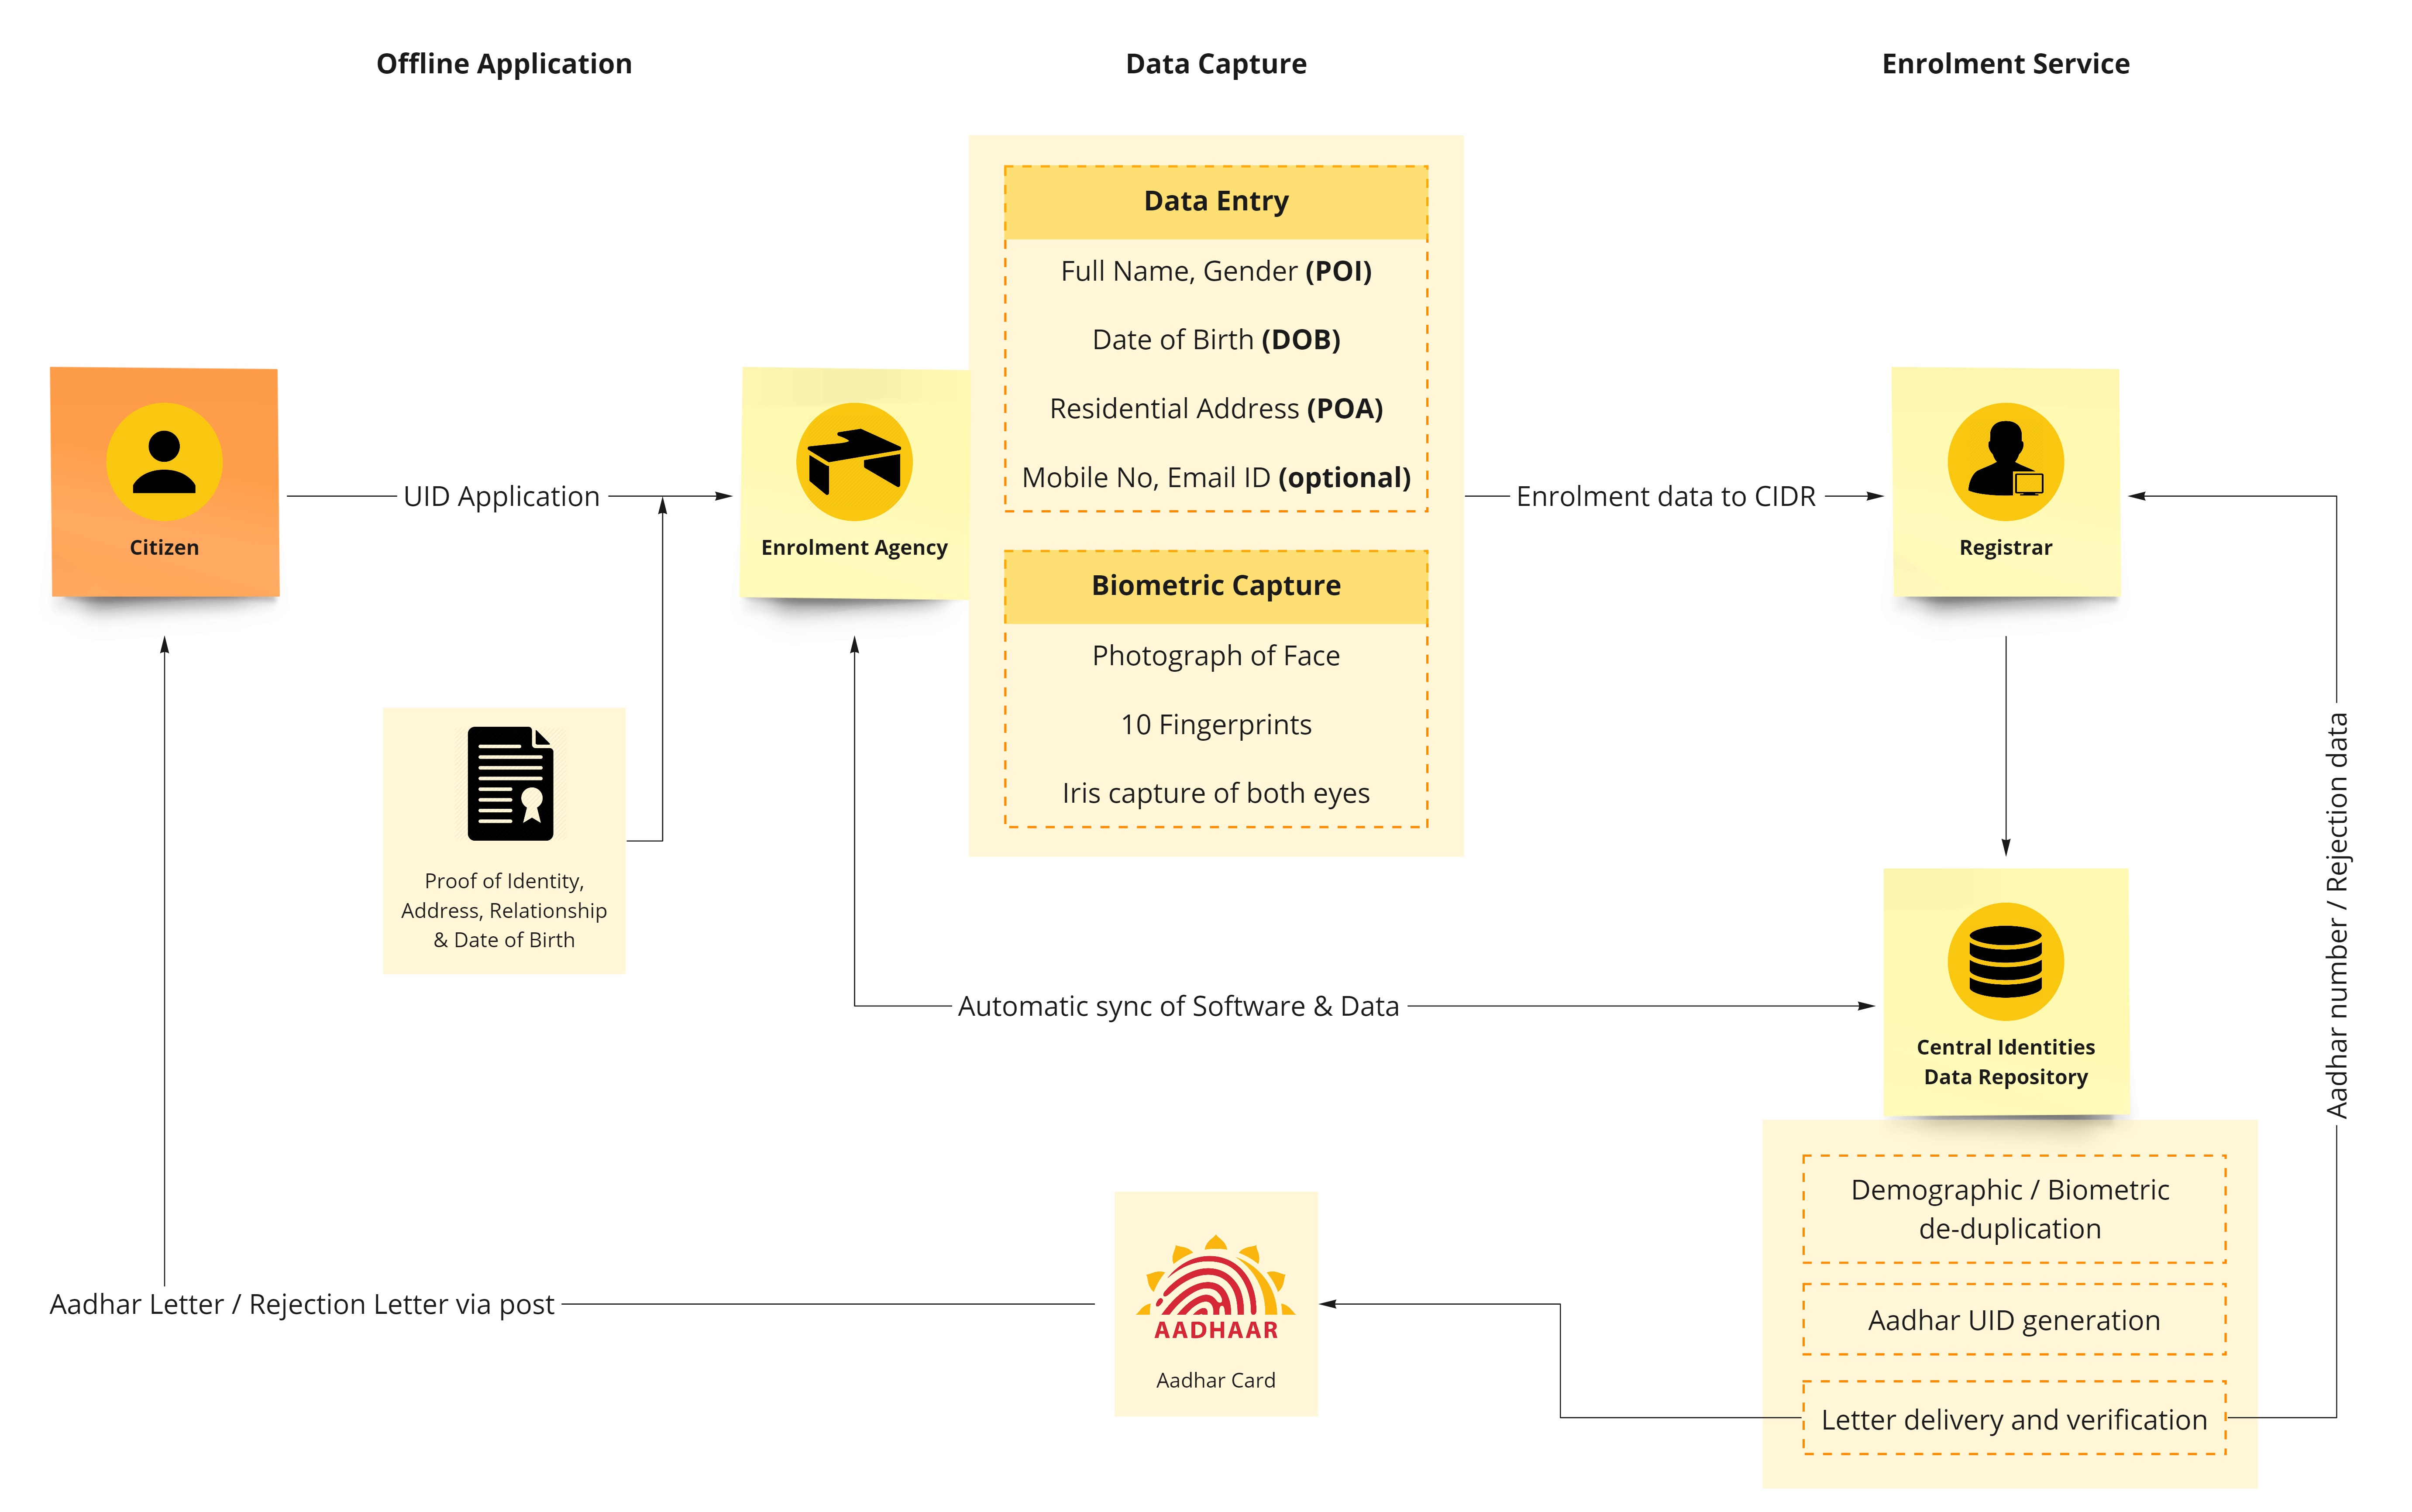 Offline Application
Data Capture
Enrolment Service
Citizen
UID Application
Enrolment Agency
Proof of Identity,
Address, Relationship
& Date of Birth
Data Entry
Full Name, Gender (POI)
Date of Birth (DOB)
Residential Address (POA)
Mobile No, Email ID (optional)
Biometric Capture
Photograph of Face
10 Fingerprints
Iris capture of both eyes
Enrolment data to CIDR
Registrar
Automatic sync of Software & Data
Central Identities
Data Repository
Demographic / Biometric
de-duplication
Aadhar UID generation
Letter delivery and verification
Aadhar number / Rejection data
AADHAAR
Aadhar Card
Aadhar Letter / Rejection Letter via post